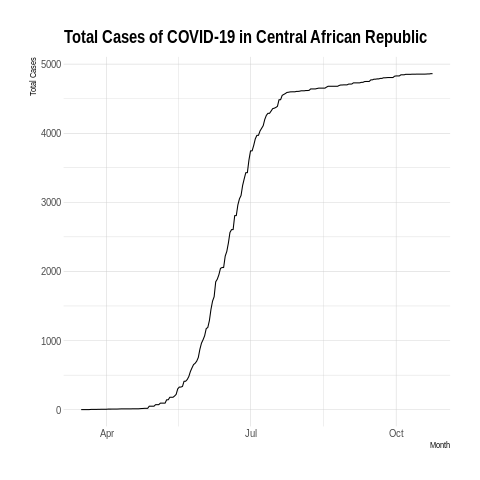 Total Cases of COVID-19 in Central African Republic
Total Cases
5000
4000
3000
2000
1000
0
Apr Jul Oct
Month